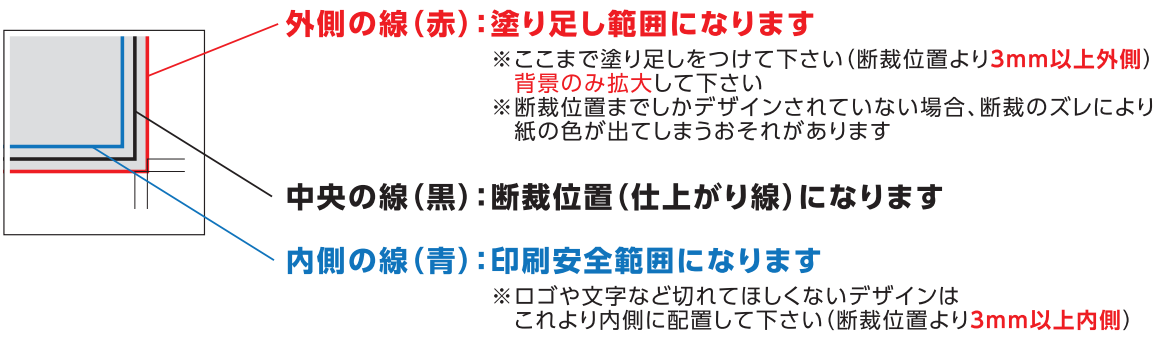 外側の線（赤）：塗り足し範囲になります
※ここまで塗り足しをつけて下さい（断裁位置より3mm以上外側）
背景のみ拡大して下さい
※断裁位置までしかデザインされていない場合、断裁のズレにより
紙の色が出てしまうおそれがあります
中央の線（黒）：断裁位置（仕上がり線）になります
内側の線（青）：印刷安全範囲になります
※ロゴや文字など切れてほしくないデザインは
これより内側に配置して下さい（断裁位置より3mm以上内側）